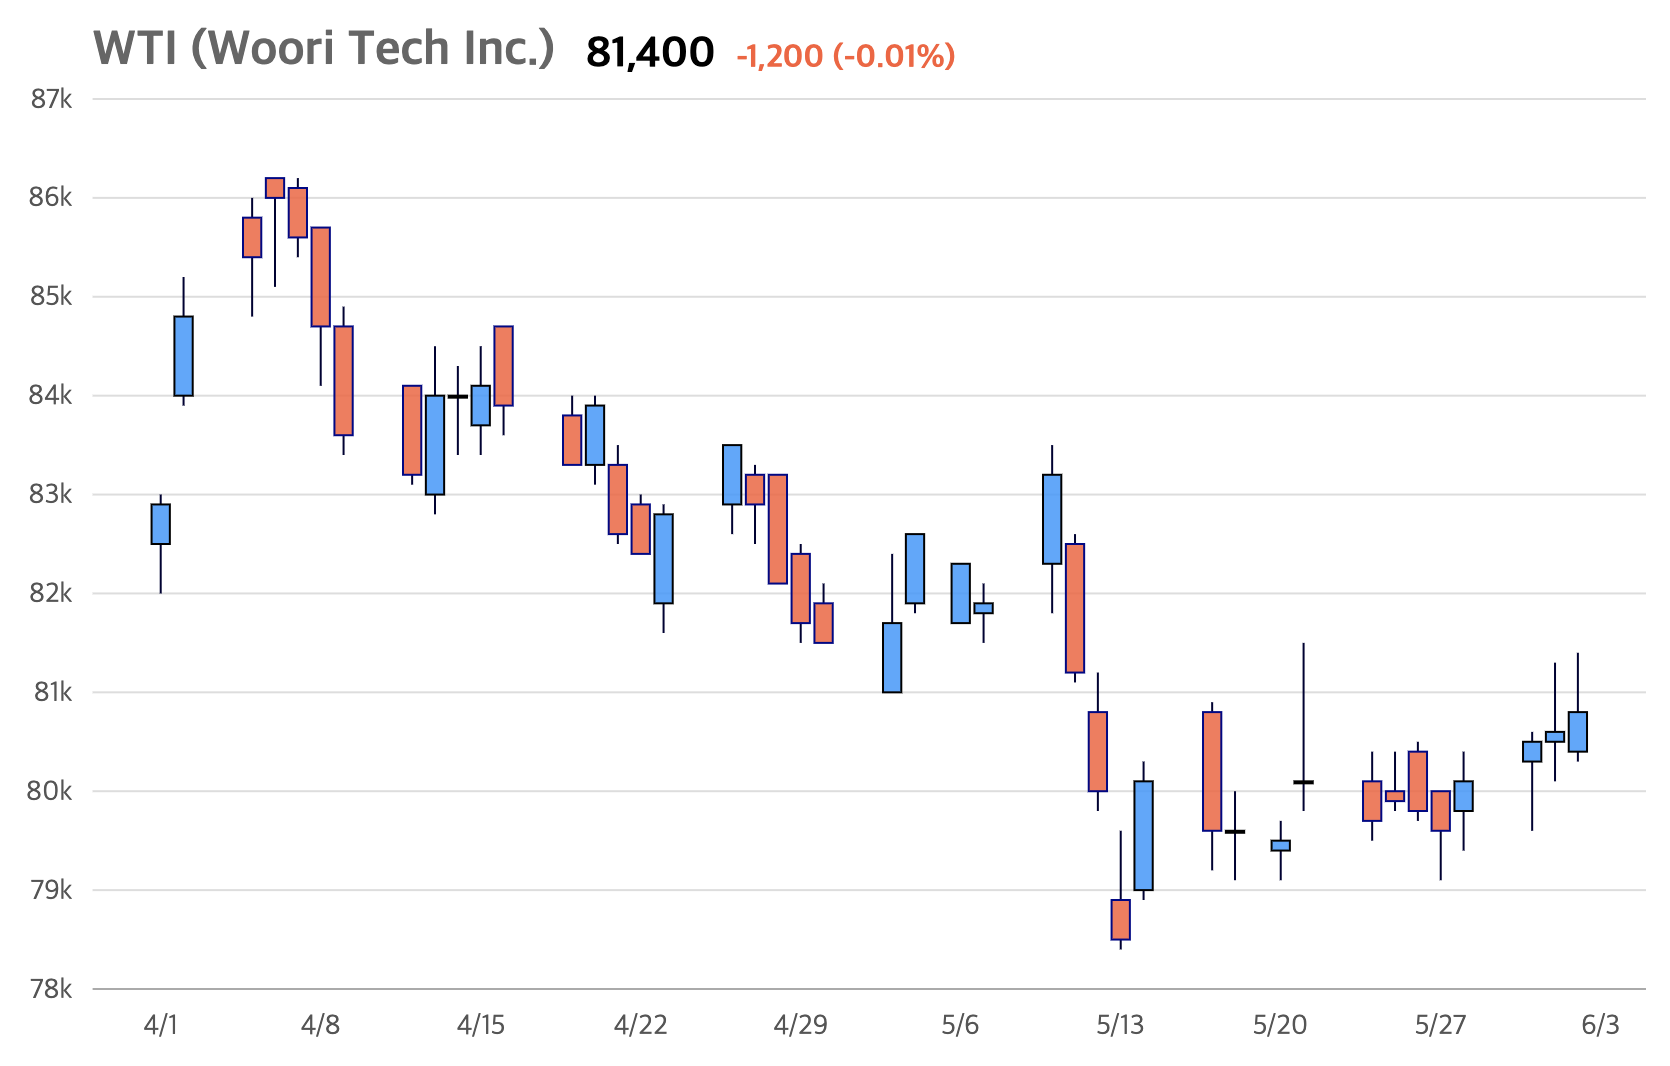 WTI (Woori Tech Inc.) 81,400 -1,200 (-0.01%)
87k
86k
85k
84k
83k
82k
81k
80k
79k
78k
4/1 4/8 4/15 4/22 4/29 5/6 5/13 5/20 5/27 6/3